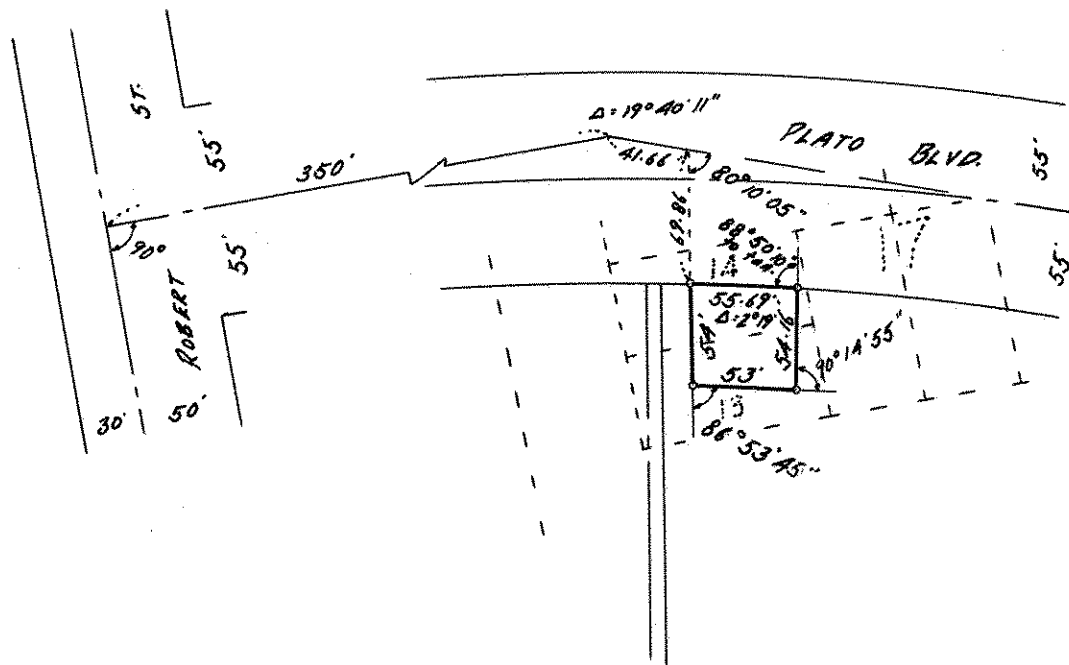 ST.
55'
350'
Δ = 19° 40' 11"
41.66
PLATO
BLVD.
55'
80° 10' 05"
69.86
88° 50' 10"
TO TAN.
90°
55'
ROBERT
30'
50'
55.69
Δ=2° 19'
54'
54.16
90° 14' 55"
53'
86° 53' 45"
55'